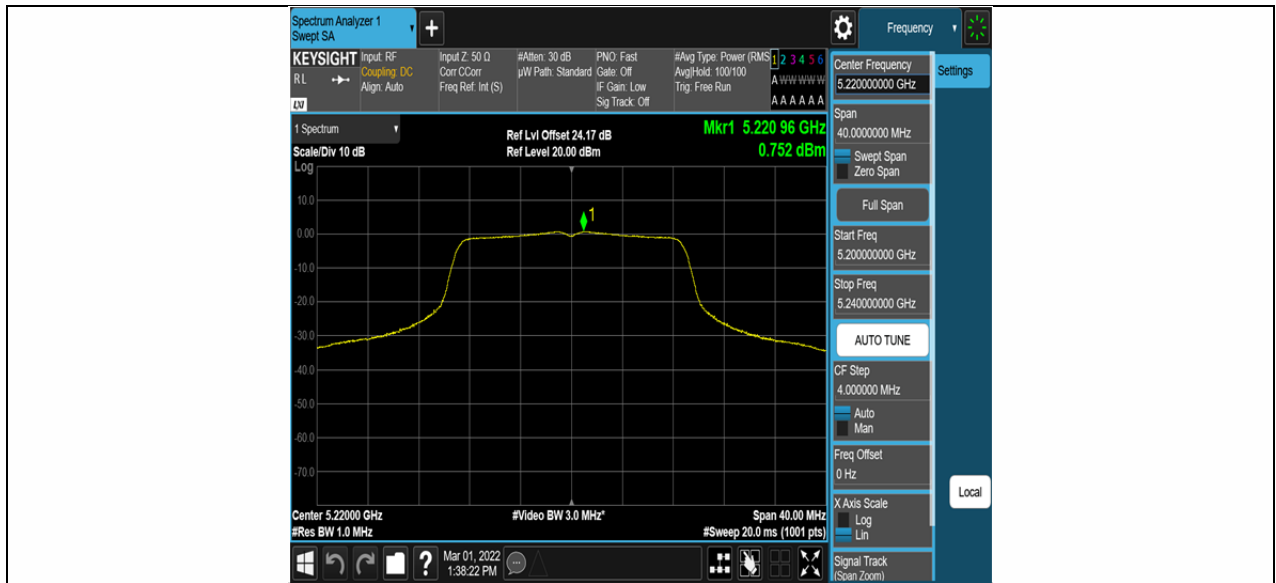 Spectrum Analyzer 1
Swept SA
+
Frequency
KEYSIGHT
RL
LXI
Input: RF
Coupling: DC
Align: Auto
Input Z: 50 Ω
Corr CCorr
Freq Ref: Int (S)
#Atten: 30 dB
µW Path: Standard
PNO: Fast
Gate: Off
IF Gain: Low
Sig Track: Off
#Avg Type: Power (RMS
Avg|Hold: 100/100
Trig: Free Run
1 2 3 4 5 6
A W W W W W
A A A A A A
1 Spectrum
Scale/Div 10 dB
Ref Lvl Offset 24.17 dB
Ref Level 20.00 dBm
Mkr1 5.220 96 GHz
0.752 dBm
Log
10.0
0.00
-10.0
-20.0
-30.0
-40.0
-50.0
-60.0
-70.0
1
Center 5.22000 GHz
#Res BW 1.0 MHz
#Video BW 3.0 MHz*
Span 40.00 MHz
#Sweep 20.0 ms (1001 pts)
?
Mar 01, 2022
1:38:22 PM
Center Frequency
5.220000000 GHz
Span
40.0000000 MHz
Swept Span
Zero Span
Full Span
Start Freq
5.200000000 GHz
Stop Freq
5.240000000 GHz
AUTO TUNE
CF Step
4.000000 MHz
Auto
Man
Freq Offset
0 Hz
X Axis Scale
Log
Lin
Signal Track
(Span Zoom)
Settings
Local